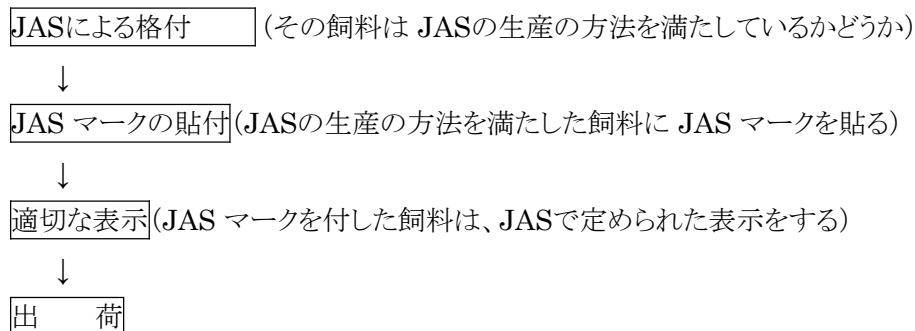 JASによる格付 (その飼料は JASの生産の方法を満たしているかどうか)
↓
JAS マークの貼付(JASの生産の方法を満たした飼料に JAS マークを貼る)
↓
適切な表示(JAS マークを付した飼料は、JASで定められた表示をする)
↓
出 荷